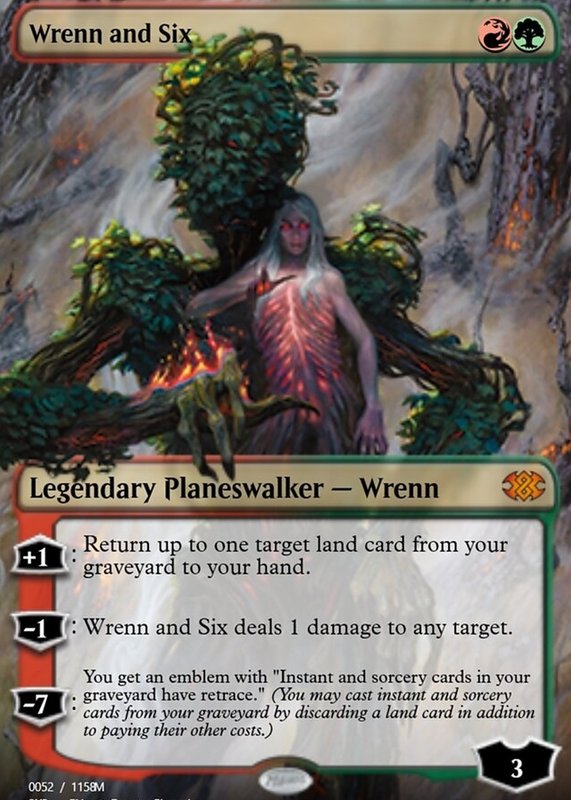 Wrenn and Six
Legendary Planeswalker — Wrenn
+1: Return up to one target land card from your
graveyard to your hand.
−1: Wrenn and Six deals 1 damage to any target.
−7: You get an emblem with "Instant and sorcery cards in your
graveyard have retrace." (You may cast instant and sorcery
cards from your graveyard by discarding a land card in addition
to paying their other costs.)
3
0052 / 1158M